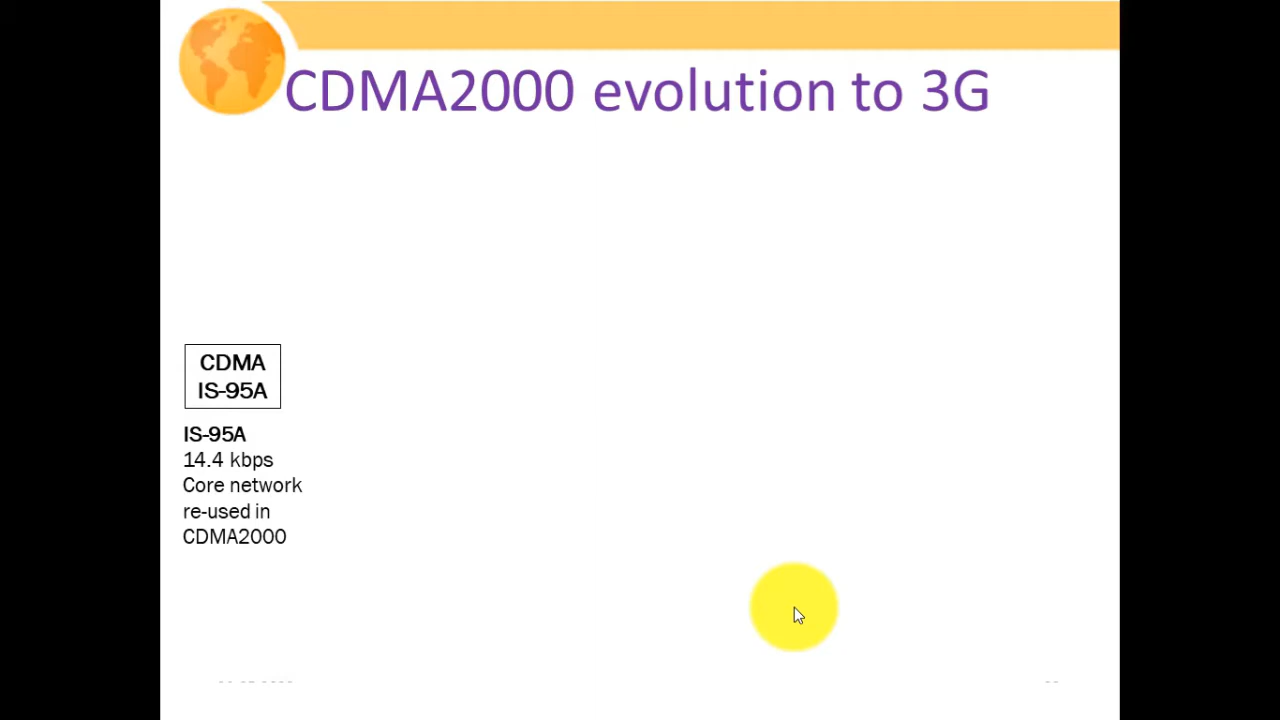 CDMA2000 evolution to 3G
CDMA
IS-95A
IS-95A
14.4 kbps
Core network
re-used in
CDMA2000